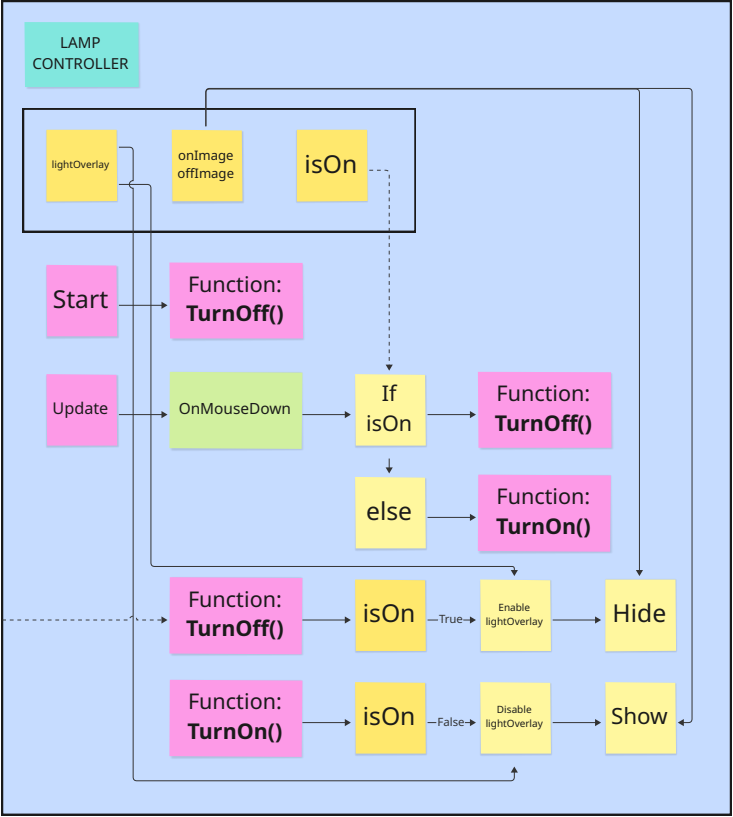 LAMP
CONTROLLER
lightOverlay
onImage
offImage
isOn
Start
Function:
TurnOff()
Update
OnMouseDown
If
isOn
Function:
TurnOff()
else
Function:
TurnOn()
Function:
TurnOff()
isOn
True
Enable
lightOverlay
Hide
Function:
TurnOn()
isOn
False
Disable
lightOverlay
Show